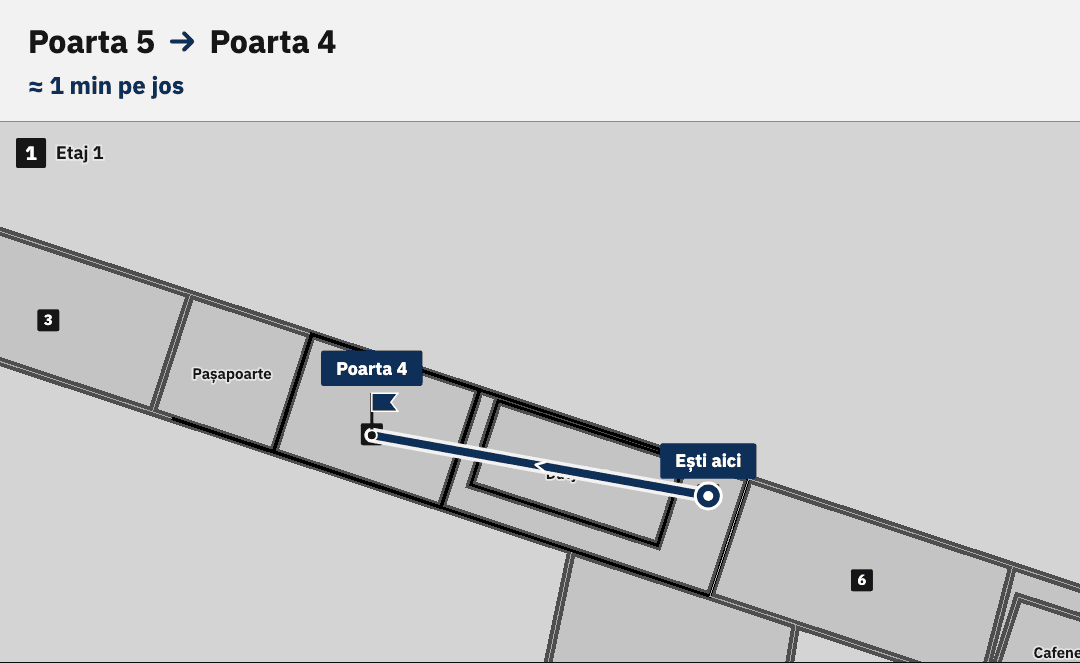 Poarta 5 → Poarta 4
≈ 1 min pe jos
1 Etaj 1
3
Pașapoarte
Poarta 4
Ești aici
6